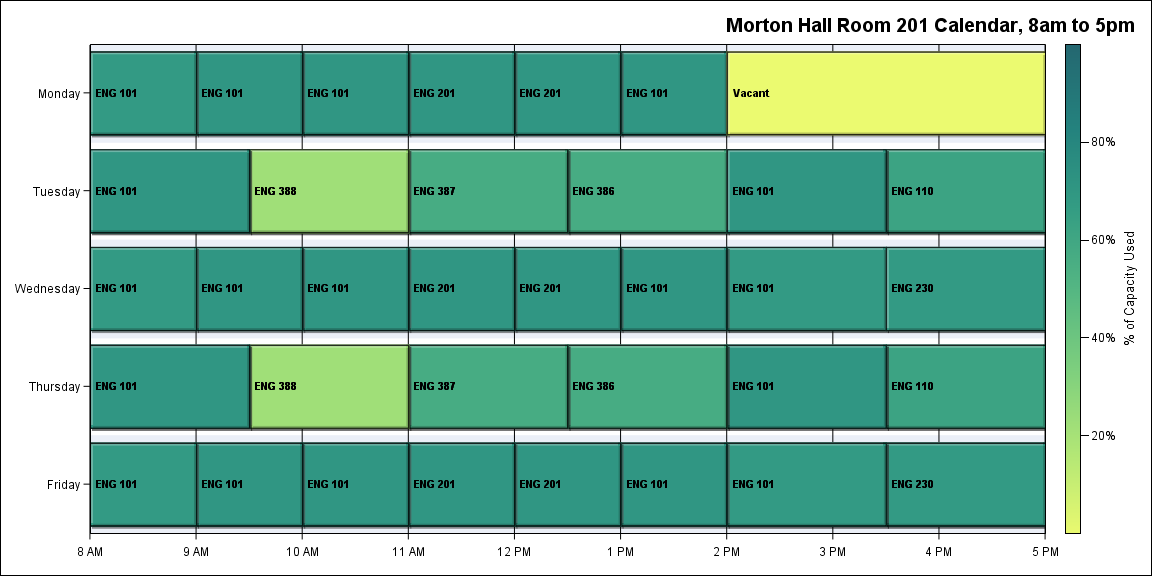 Morton Hall Room 201 Calendar, 8am to 5pm
Monday ENG 101 ENG 101 ENG 101 ENG 201 ENG 201 ENG 101 Vacant
Tuesday ENG 101 ENG 388 ENG 387 ENG 386 ENG 101 ENG 110
Wednesday ENG 101 ENG 101 ENG 101 ENG 201 ENG 201 ENG 101 ENG 101 ENG 230
Thursday ENG 101 ENG 388 ENG 387 ENG 386 ENG 101 ENG 110
Friday ENG 101 ENG 101 ENG 101 ENG 201 ENG 201 ENG 101 ENG 101 ENG 230
8 AM 9 AM 10 AM 11 AM 12 PM 1 PM 2 PM 3 PM 4 PM 5 PM
80%
60%
40%
20%
% of Capacity Used